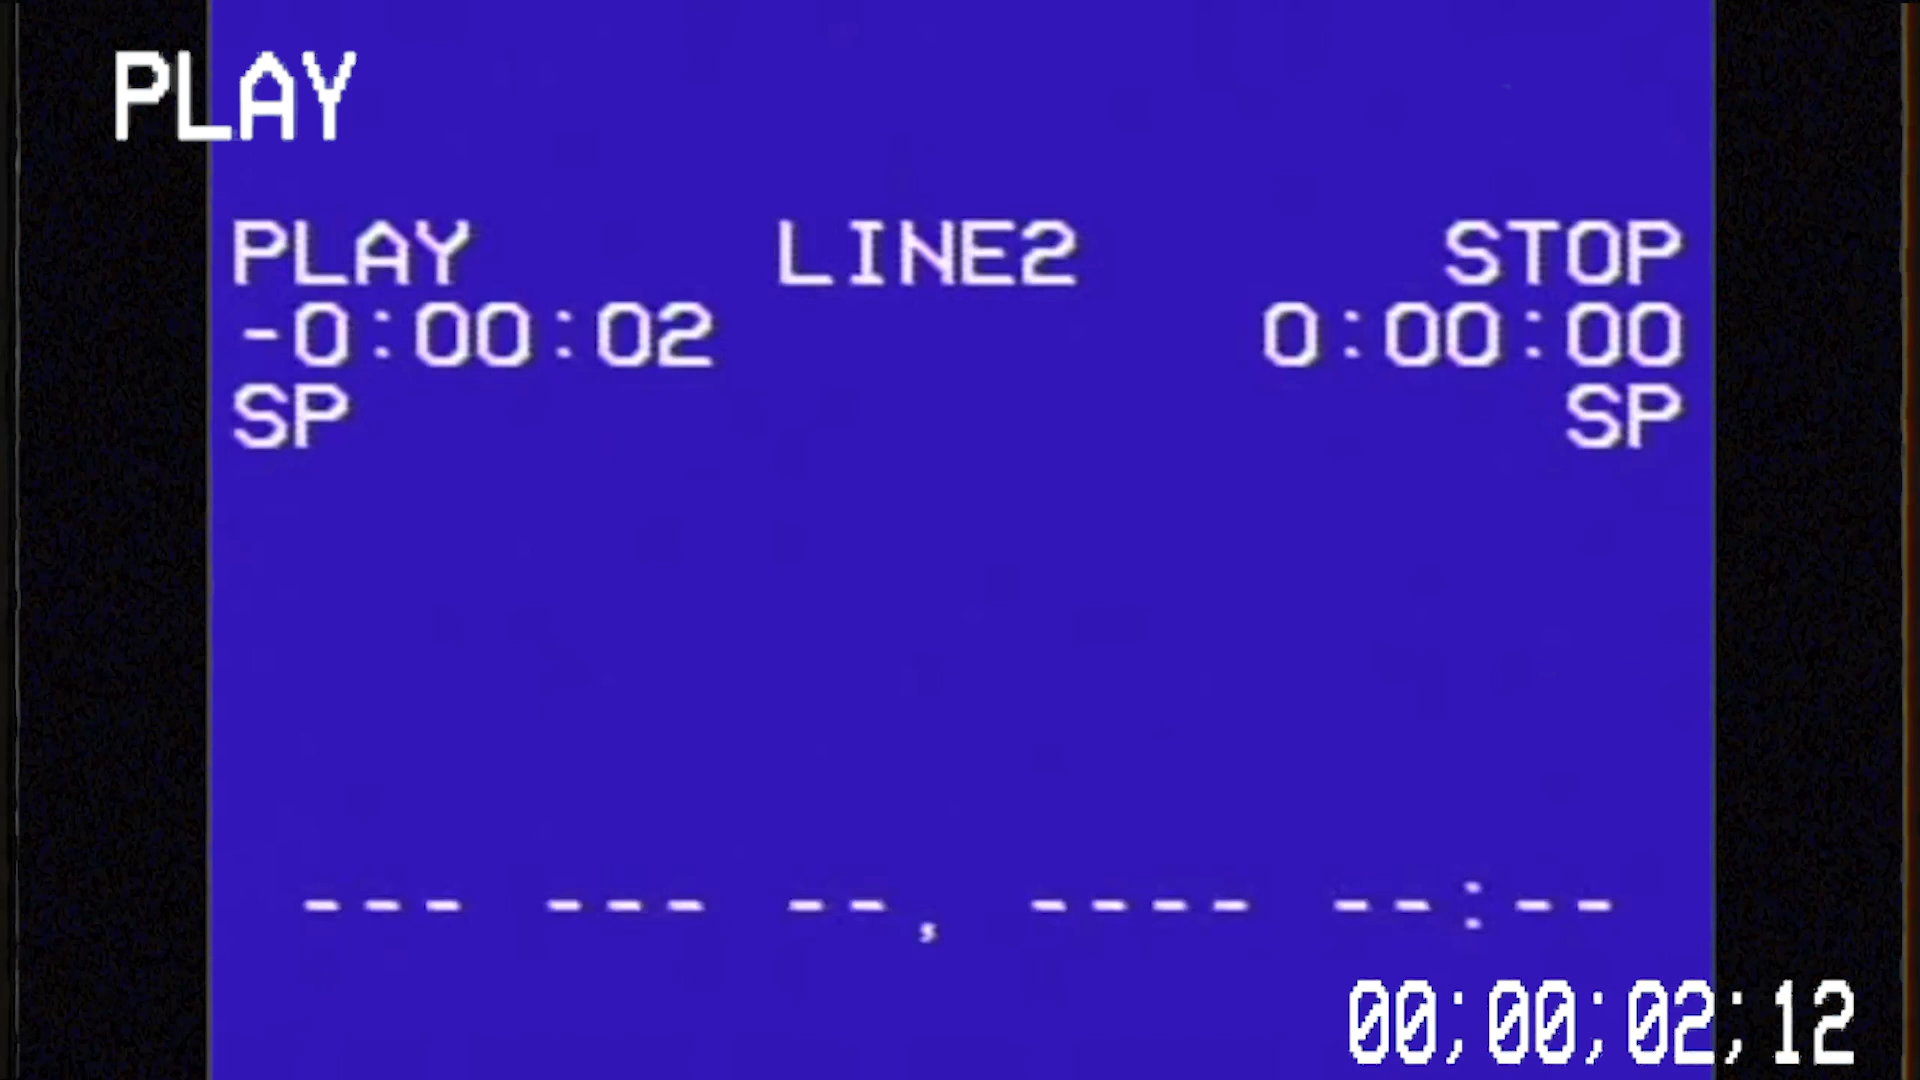 PLAY
PLAY LINE2 STOP
-0:00:02 0:00:00
SP SP
--- --- --, ---- --:--
00;00;02;12